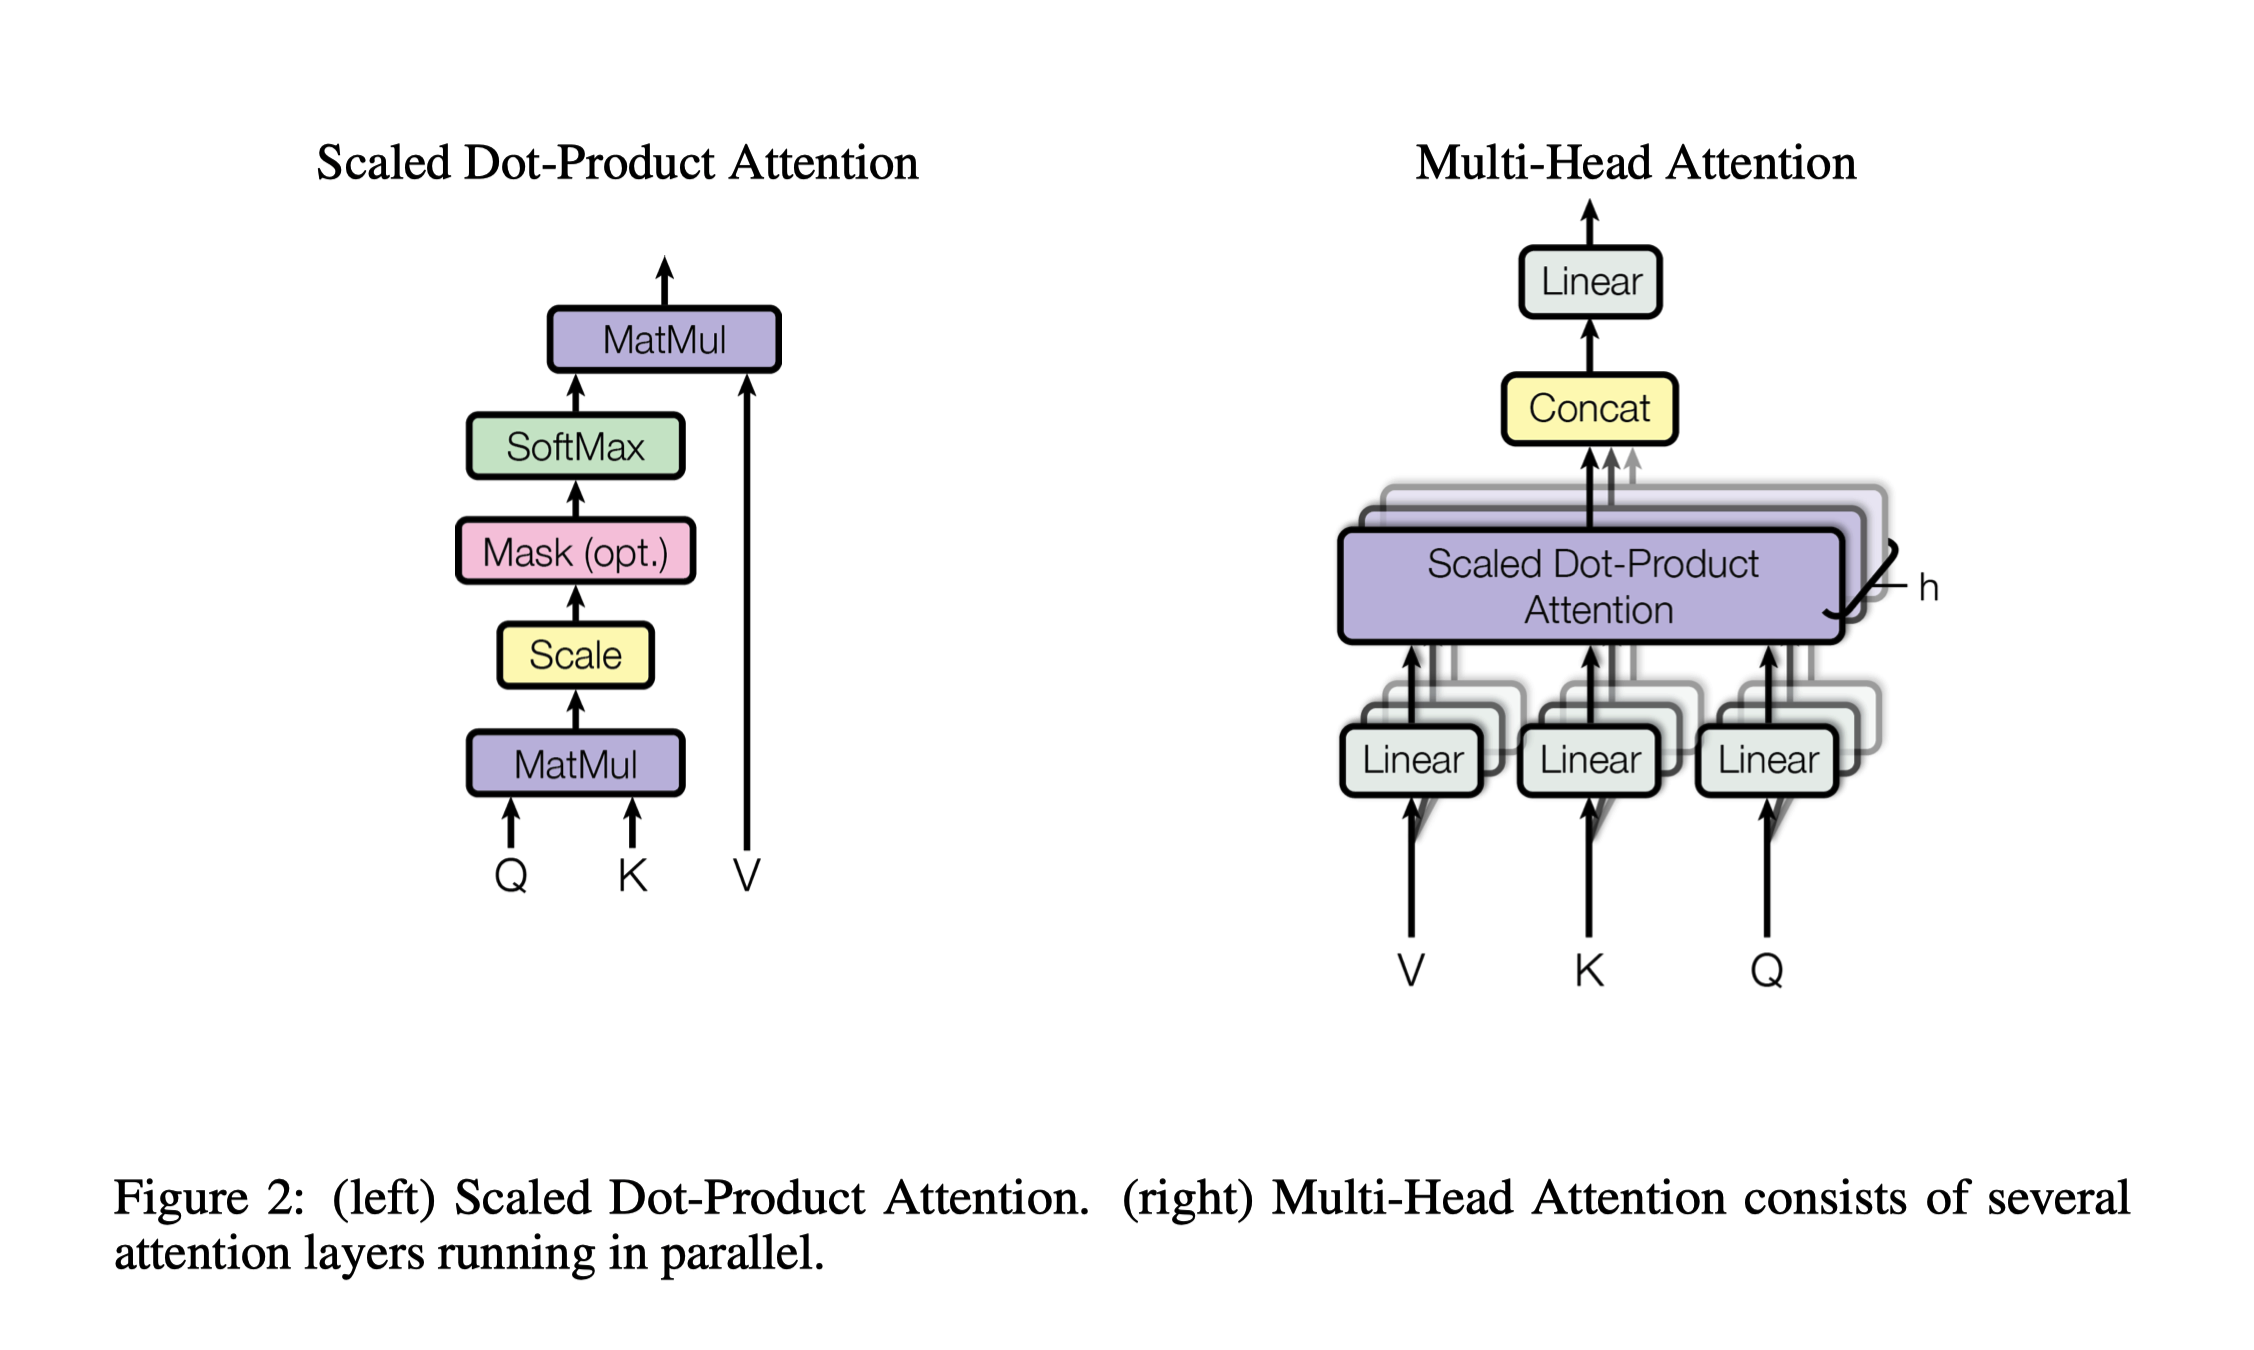 Scaled Dot-Product Attention
MatMul
SoftMax
Mask (opt.)
Scale
MatMul
Q K V
Multi-Head Attention
Linear
Concat
Scaled Dot-Product
Attention
h
Linear Linear Linear
V K Q
Figure 2: (left) Scaled Dot-Product Attention. (right) Multi-Head Attention consists of several
attention layers running in parallel.